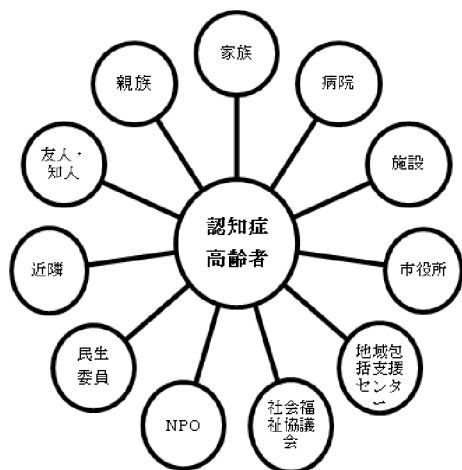 家族
病院
施設
市役所
地域包
括支援
センタ
ー
社会福
祉協議
会
NPO
民生
委員
近隣
友人・
知人
親族
認知症
高齢者